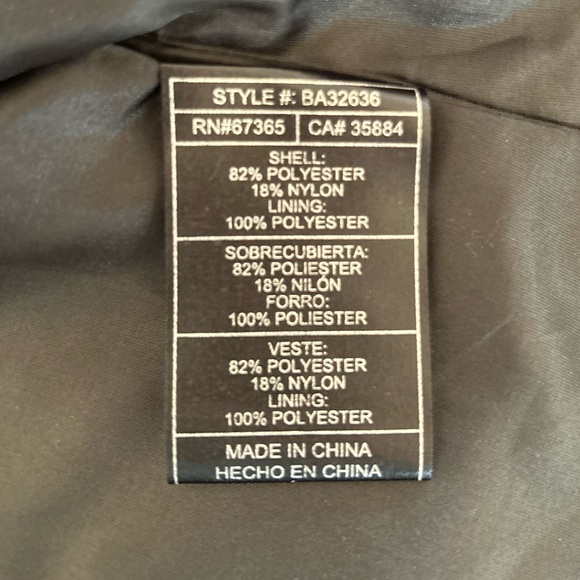 STYLE #: BA32636
RN#67365 CA# 35884
SHELL:
82% POLYESTER
18% NYLON
LINING:
100% POLYESTER
SOBRECUBIERTA:
82% POLIESTER
18% NILÓN
FORRO:
100% POLIESTER
VESTE:
82% POLYESTER
18% NYLON
LINING:
100% POLYESTER
MADE IN CHINA
HECHO EN CHINA